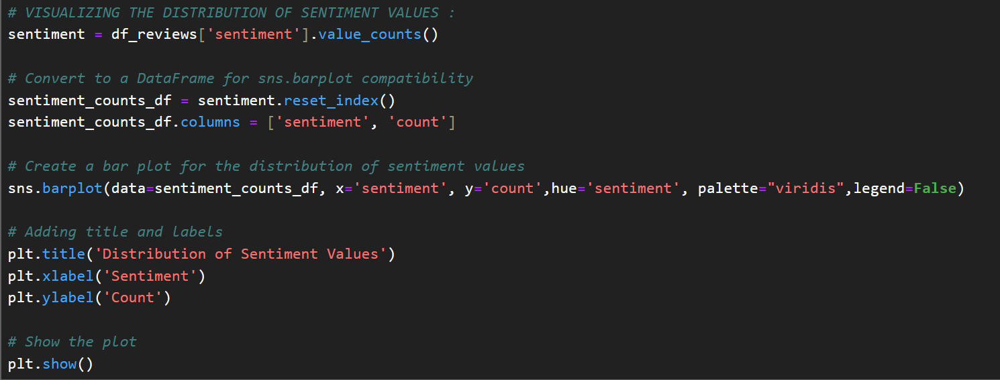 # VISUALIZING THE DISTRIBUTION OF SENTIMENT VALUES :
sentiment = df_reviews['sentiment'].value_counts()
# Convert to a DataFrame for sns.barplot compatibility
sentiment_counts_df = sentiment.reset_index()
sentiment_counts_df.columns = ['sentiment', 'count']
# Create a bar plot for the distribution of sentiment values
sns.barplot(data=sentiment_counts_df, x='sentiment', y='count',hue='sentiment', palette="viridis",legend=False)
# Adding title and labels
plt.title('Distribution of Sentiment Values')
plt.xlabel('Sentiment')
plt.ylabel('Count')
# Show the plot
plt.show()